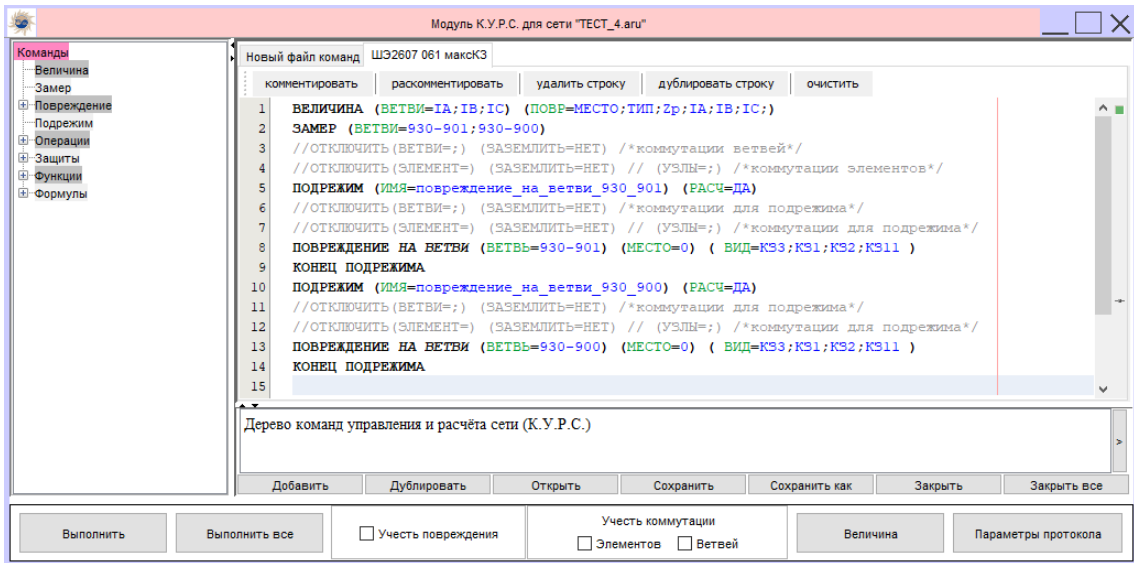 Модуль К.У.Р.С. для сети "ТЕСТ_4.aru"
Команды
Величина
Замер
Повреждение
Подрежим
Операции
Защиты
Функции
Формулы
Новый файл команд ШЭ2607 061 максКЗ
комментировать раскомментировать удалить строку дублировать строку очистить
1 ВЕЛИЧИНА (ВЕТВИ=IA;IB;IC) (ПОВР=МЕСТО;ТИП;Zp;IA;IB;IC;)
2 ЗАМЕР (ВЕТВИ=930-901;930-900)
3 //ОТКЛЮЧИТЬ(ВЕТВИ=;) (ЗАЗЕМЛИТЬ=НЕТ) /*коммутации ветвей*/
4 //ОТКЛЮЧИТЬ(ЭЛЕМЕНТ=) (ЗАЗЕМЛИТЬ=НЕТ) // (УЗЛЫ=;) /*коммутации элементов*/
5 ПОДРЕЖИМ (ИМЯ=повреждение_на_ветви_930_901) (РАСЧ=ДА)
6 //ОТКЛЮЧИТЬ(ВЕТВИ=;) (ЗАЗЕМЛИТЬ=НЕТ) /*коммутации для подрежима*/
7 //ОТКЛЮЧИТЬ(ЭЛЕМЕНТ=) (ЗАЗЕМЛИТЬ=НЕТ) // (УЗЛЫ=;) /*коммутации для подрежима*/
8 ПОВРЕЖДЕНИЕ НА ВЕТВИ (ВЕТВЬ=930-901) (МЕСТО=0) ( ВИД=КЗ3;КЗ1;КЗ2;КЗ11 )
9 КОНЕЦ ПОДРЕЖИМА
10 ПОДРЕЖИМ (ИМЯ=повреждение_на_ветви_930_900) (РАСЧ=ДА)
11 //ОТКЛЮЧИТЬ(ВЕТВИ=;) (ЗАЗЕМЛИТЬ=НЕТ) /*коммутации для подрежима*/
12 //ОТКЛЮЧИТЬ(ЭЛЕМЕНТ=) (ЗАЗЕМЛИТЬ=НЕТ) // (УЗЛЫ=;) /*коммутации для подрежима*/
13 ПОВРЕЖДЕНИЕ НА ВЕТВИ (ВЕТВЬ=930-900) (МЕСТО=0) ( ВИД=КЗ3;КЗ1;КЗ2;КЗ11 )
14 КОНЕЦ ПОДРЕЖИМА
15
Дерево команд управления и расчёта сети (К.У.Р.С.)
>
Добавить Дублировать Открыть Сохранить Сохранить как Закрыть Закрыть все
Выполнить Выполнить все Учесть повреждения
Учесть коммутации
Элементов Ветвей
Величина Параметры протокола